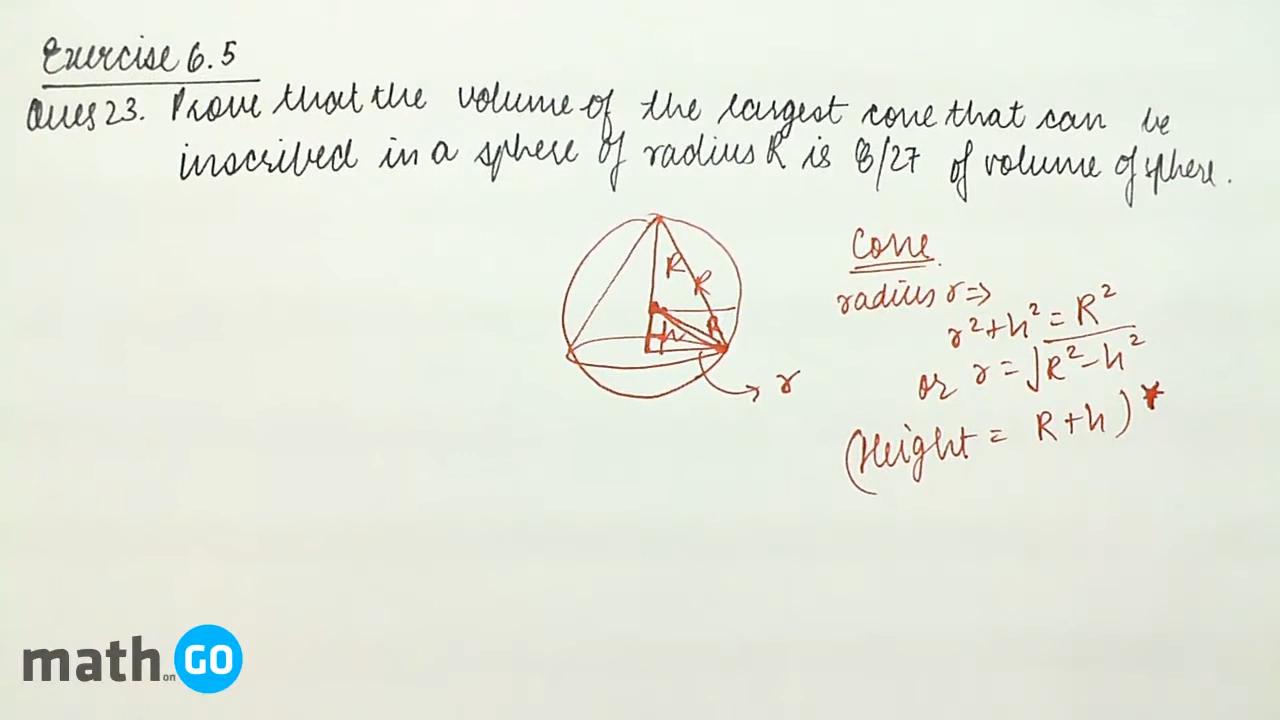 Exercise 6.5
Ques 23. Prove that the volume of the largest cone that can be
inscribed in a sphere of radius R is 8/27 of volume of sphere.
Cone
R
R
radius r ⇒
r² + h² = R²
R
h
or r = √R² - h²
r
(Height = R + h) *
math on GO